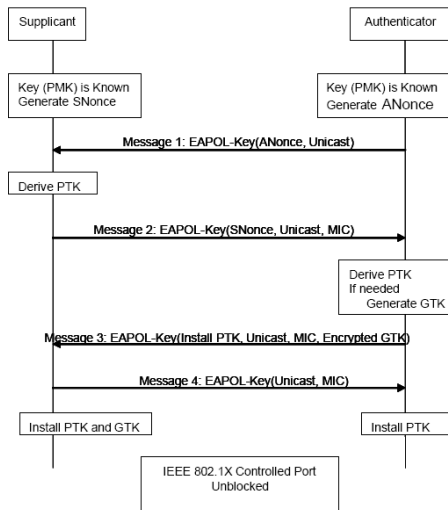 Supplicant
Authenticator
Key (PMK) is Known
Generate SNonce
Key (PMK) is Known
Generate ANonce
Message 1: EAPOL-Key(ANonce, Unicast)
Derive PTK
Message 2: EAPOL-Key(SNonce, Unicast, MIC)
Derive PTK
If needed
Generate GTK
Message 3: EAPOL-Key(Install PTK, Unicast, MIC, Encrypted GTK)
Message 4: EAPOL-Key(Unicast, MIC)
Install PTK and GTK
Install PTK
IEEE 802.1X Controlled Port
Unblocked